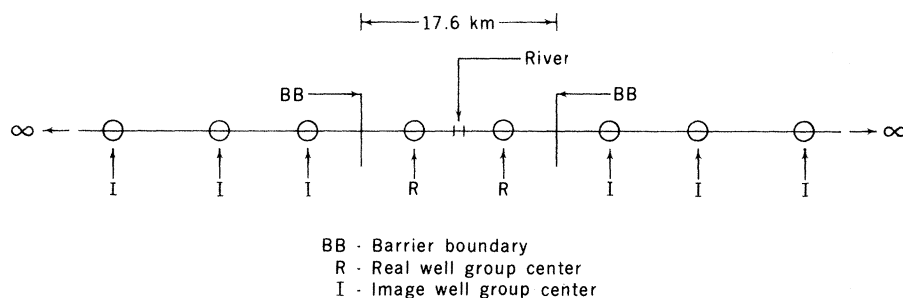 17.6 km
River
BB BB
∞ ∞
I I I R R I I I
BB - Barrier boundary
R - Real well group center
I - Image well group center